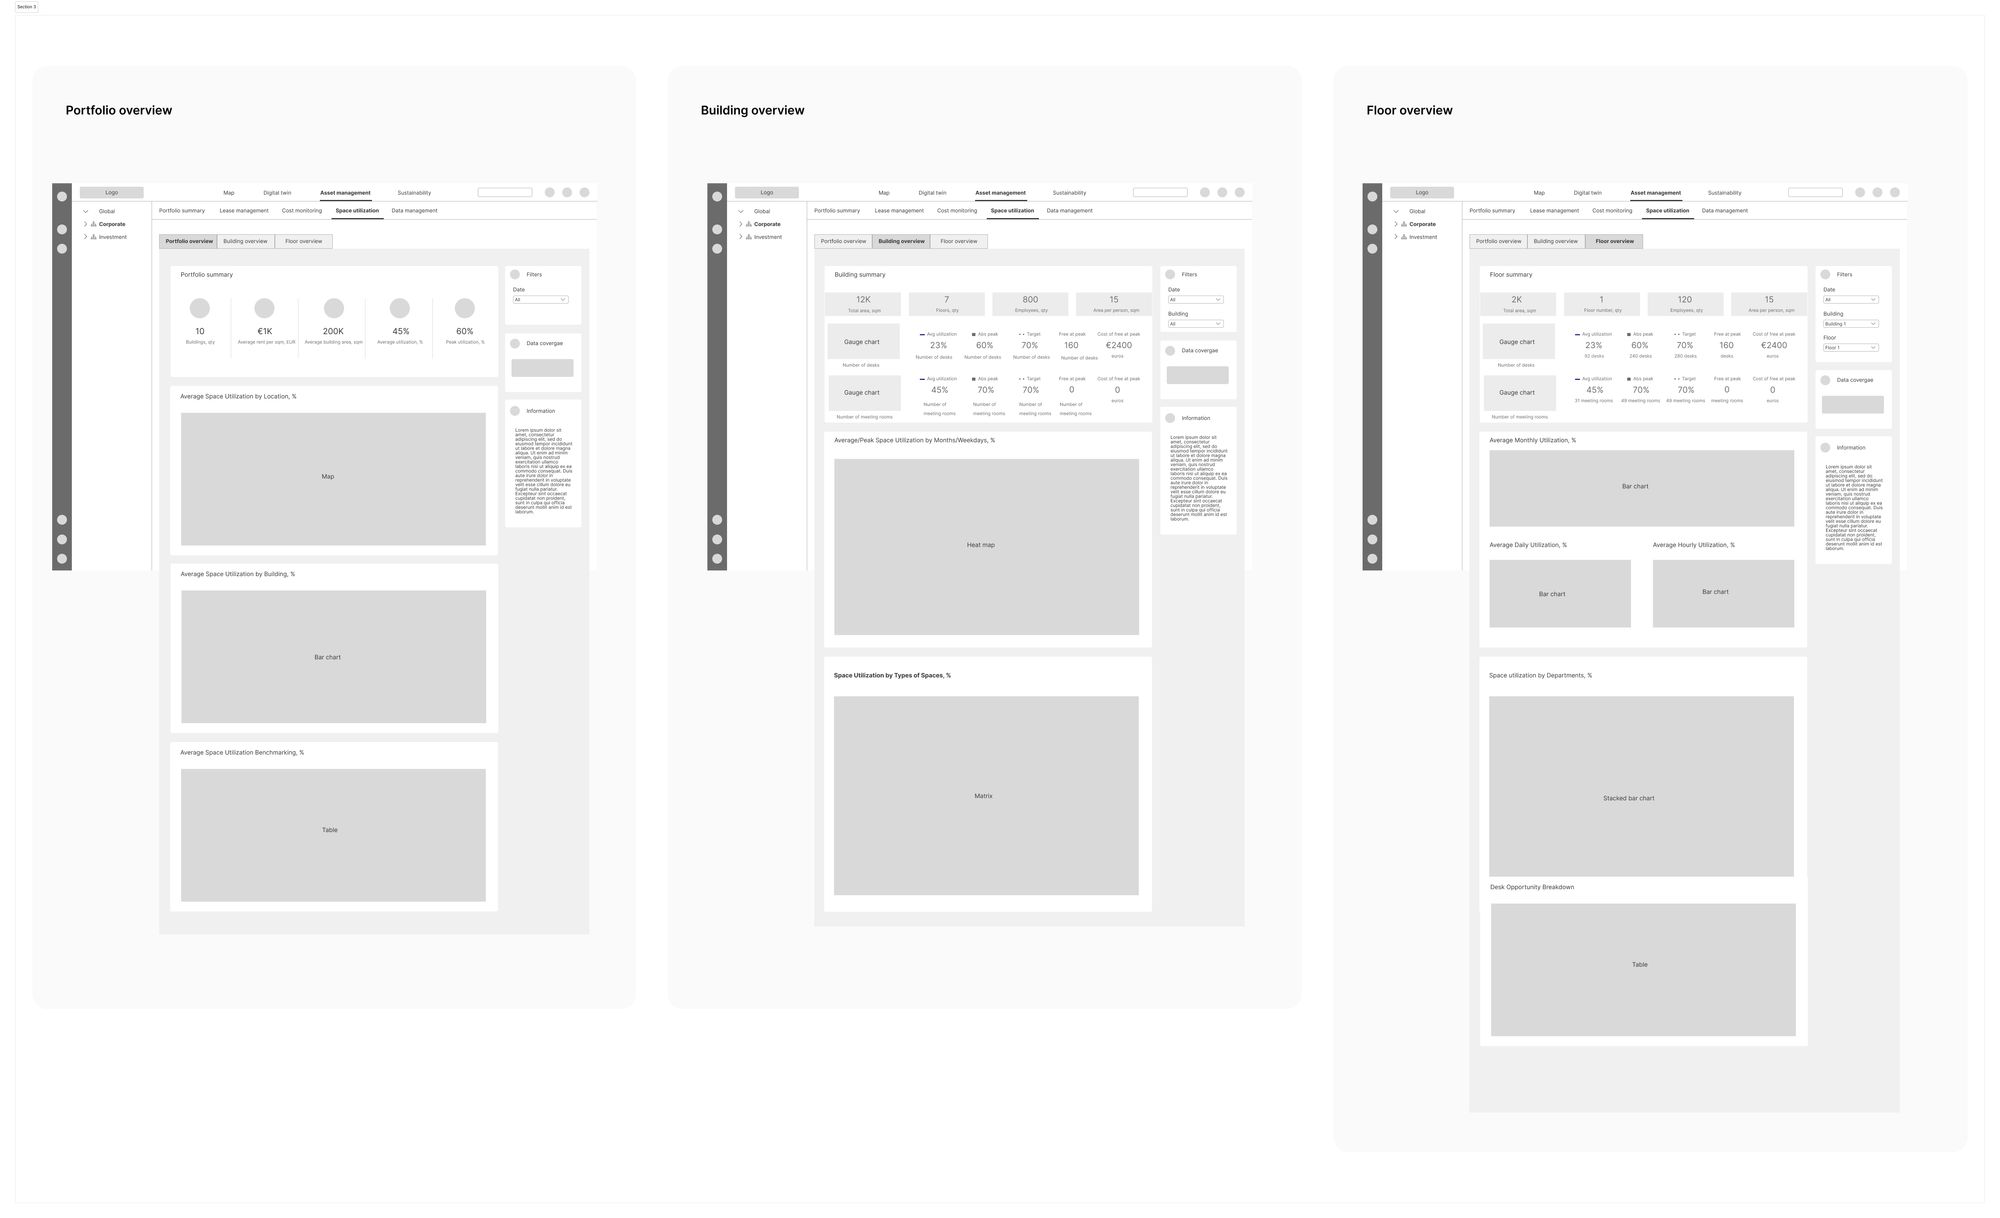 Section 3
Portfolio overview
Logo
Map Digital twin Asset management Sustainability
Global
Corporate
Investment
Portfolio summary Lease management Cost monitoring Space utilization Data management
Portfolio overview Building overview Floor overview
Portfolio summary
10 €1K 200K 45% 60%
Buildings, qty Average rent per sqm, EUR Average building area, sqm Average utilization, % Peak utilization, %
Average Space Utilization by Location, %
Map
Average Space Utilization by Building, %
Bar chart
Average Space Utilization Benchmarking, %
Table
Filters
Date
All
Data covergae
Information
Lorem ipsum dolor sit
amet, consectetur
adipiscing elit, sed do
eiusmod tempor incididunt
ut labore et dolore magna
aliqua. Ut enim ad minim
veniam, quis nostrud
exercitation ullamco
laboris nisi ut aliquip ex ea
commodo consequat. Duis
aute irure dolor in
reprehenderit in voluptate
velit esse cillum dolore eu
fugiat nulla pariatur.
Excepteur sint occaecat
cupidatat non proident,
sunt in culpa qui officia
deserunt mollit anim id est
laborum.
Building overview
Logo
Map Digital twin Asset management Sustainability
Global
Corporate
Investment
Portfolio summary Lease management Cost monitoring Space utilization Data management
Portfolio overview Building overview Floor overview
Building summary
12K 7 800 15
Total area, sqm Floors, qty Employees, qty Area per person, sqm
Gauge chart
Number of desks
Avg utilization Abs peak Target Free at peak Cost of free at peak
23% 60% 70% 160 €2400
Number of desks Number of desks Number of desks Number of desks euros
Gauge chart
Number of meeting rooms
Avg utilization Abs peak Target Free at peak Cost of free at peak
45% 70% 70% 0 0
Number of Number of Number of Number of euros
meeting rooms meeting rooms meeting rooms meeting rooms
Average/Peak Space Utilization by Months/Weekdays, %
Heat map
Space Utilization by Types of Spaces, %
Matrix
Filters
Date
All
Building
All
Data covergae
Information
Lorem ipsum dolor sit
amet, consectetur
adipiscing elit, sed do
eiusmod tempor incididunt
ut labore et dolore magna
aliqua. Ut enim ad minim
veniam, quis nostrud
exercitation ullamco
laboris nisi ut aliquip ex ea
commodo consequat. Duis
aute irure dolor in
reprehenderit in voluptate
velit esse cillum dolore eu
fugiat nulla pariatur.
Excepteur sint occaecat
cupidatat non proident,
sunt in culpa qui officia
deserunt mollit anim id est
laborum.
Floor overview
Logo
Map Digital twin Asset management Sustainability
Global
Corporate
Investment
Portfolio summary Lease management Cost monitoring Space utilization Data management
Portfolio overview Building overview Floor overview
Floor summary
2K 1 120 15
Total area, sqm Floor number, qty Employees, qty Area per person, sqm
Gauge chart
Number of desks
Avg utilization Abs peak Target Free at peak Cost of free at peak
23% 60% 70% 160 €2400
92 desks 240 desks 280 desks desks euros
Gauge chart
Number of meeting rooms
Avg utilization Abs peak Target Free at peak Cost of free at peak
45% 70% 70% 0 0
31 meeting rooms 49 meeting rooms 49 meeting rooms meeting rooms euros
Average Monthly Utilization, %
Bar chart
Average Daily Utilization, % Average Hourly Utilization, %
Bar chart Bar chart
Space utilization by Departments, %
Stacked bar chart
Desk Opportunity Breakdown
Table
Filters
Date
All
Building
Building 1
Floor
Floor 1
Data covergae
Information
Lorem ipsum dolor sit
amet, consectetur
adipiscing elit, sed do
eiusmod tempor incididunt
ut labore et dolore magna
aliqua. Ut enim ad minim
veniam, quis nostrud
exercitation ullamco
laboris nisi ut aliquip ex ea
commodo consequat. Duis
aute irure dolor in
reprehenderit in voluptate
velit esse cillum dolore eu
fugiat nulla pariatur.
Excepteur sint occaecat
cupidatat non proident,
sunt in culpa qui officia
deserunt mollit anim id est
laborum.